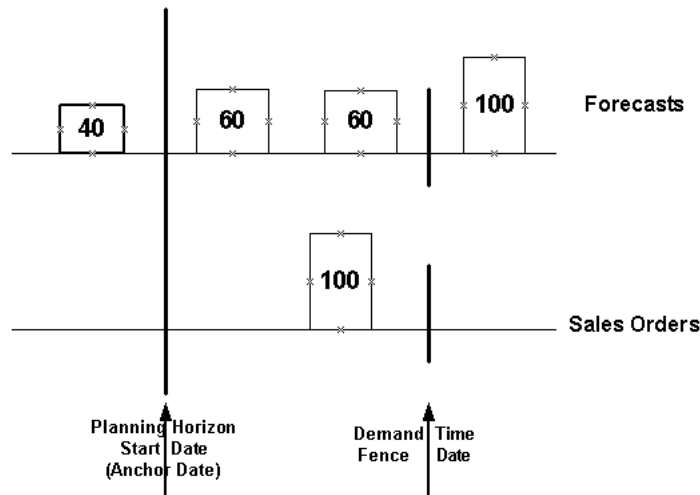 40
60
60
100
Forecasts
100
Sales Orders
Planning Horizon
Start Date
(Anchor Date)
Demand Time
Fence Date